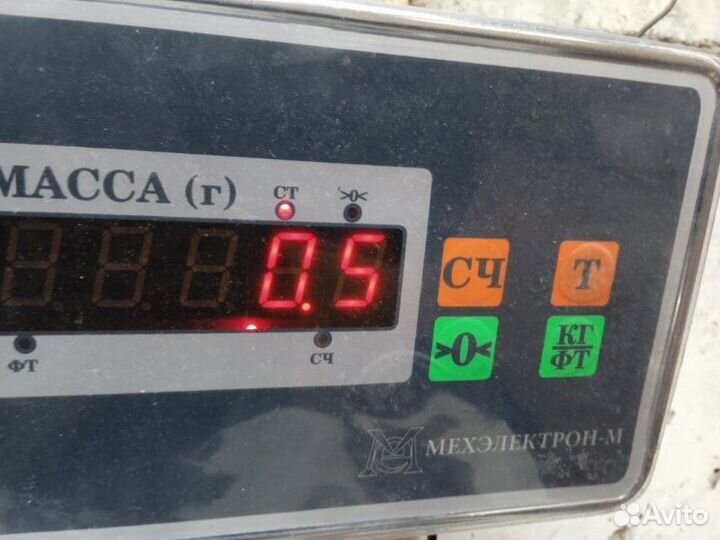 МАССА (г)
СТ
>0<
0.5
ФТ
СЧ
СЧ
Т
>0<
КГ
ФТ
МЕХЭЛЕКТРОН-М
Avito